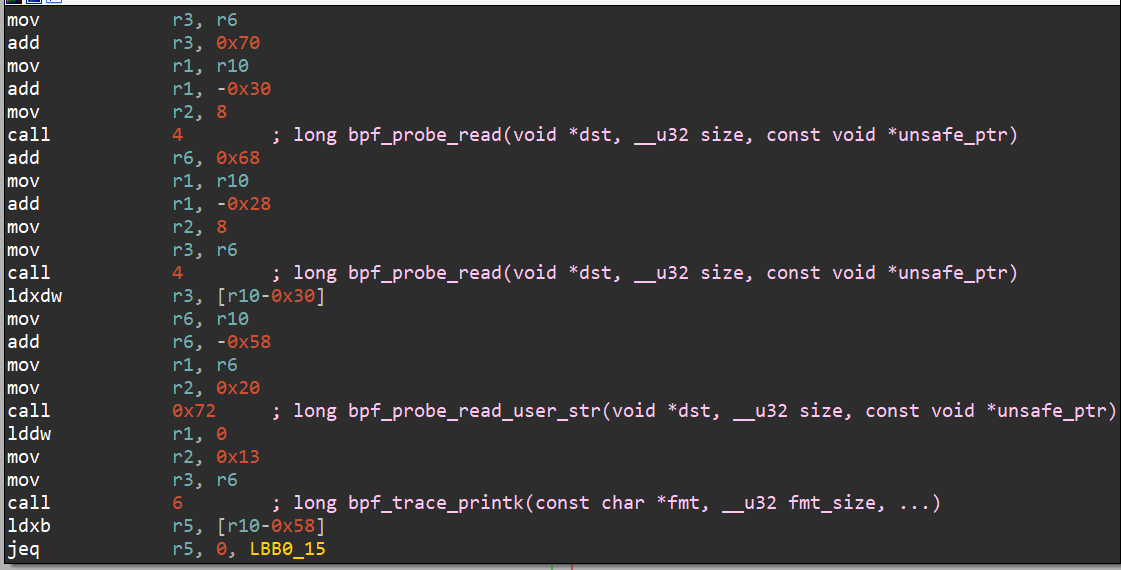 mov r3, r6
add r3, 0x70
mov r1, r10
add r1, -0x30
mov r2, 8
call 4 ; long bpf_probe_read(void *dst, __u32 size, const void *unsafe_ptr)
add r6, 0x68
mov r1, r10
add r1, -0x28
mov r2, 8
mov r3, r6
call 4 ; long bpf_probe_read(void *dst, __u32 size, const void *unsafe_ptr)
ldxdw r3, [r10-0x30]
mov r6, r10
add r6, -0x58
mov r1, r6
mov r2, 0x20
call 0x72 ; long bpf_probe_read_user_str(void *dst, __u32 size, const void *unsafe_ptr)
lddw r1, 0
mov r2, 0x13
mov r3, r6
call 6 ; long bpf_trace_printk(const char *fmt, __u32 fmt_size, ...)
ldxb r5, [r10-0x58]
jeq r5, 0, LBB0_15